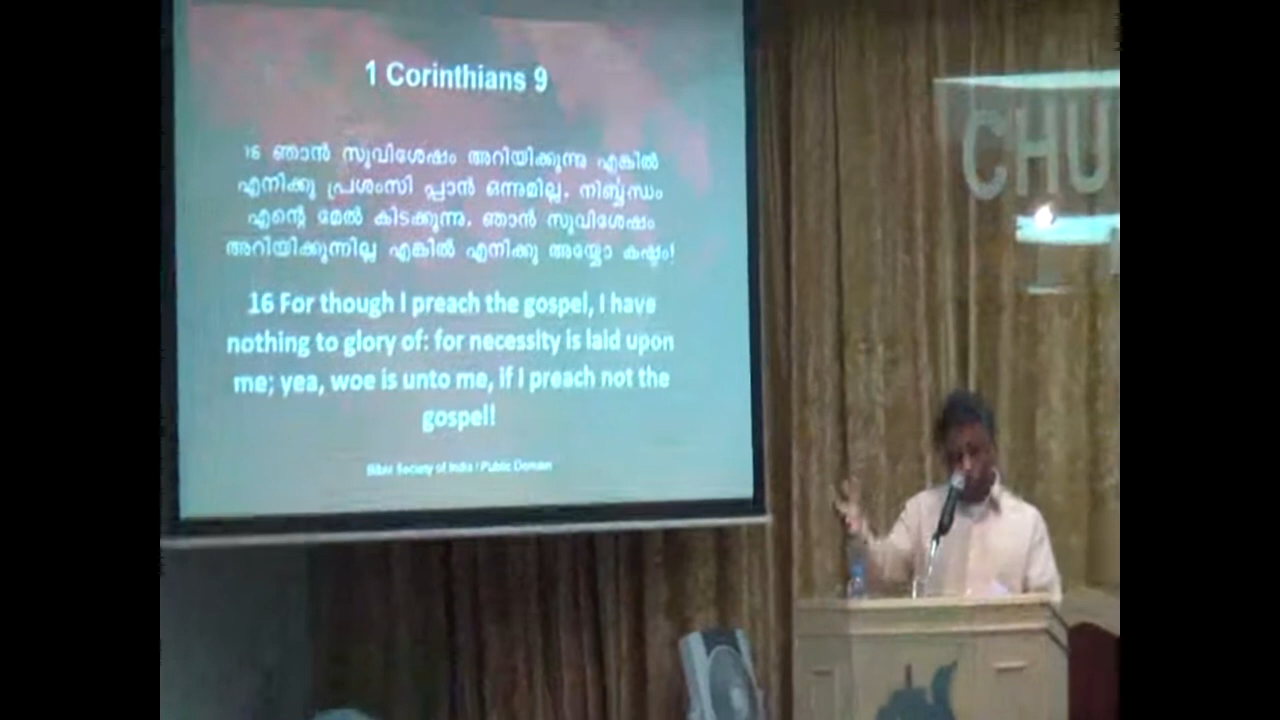 1 Corinthians 9
16 ഞാൻ സുവിശേഷം അറിയിക്കുന്നു എങ്കിൽ
എനിക്കു പ്രശംസി പ്പാൻ ഒന്നുമില്ല. നിർബ്ബന്ധം
എന്റെ മേൽ കിടക്കുന്നു. ഞാൻ സുവിശേഷം
അറിയിക്കുന്നില്ല എങ്കിൽ എനിക്കു അയ്യോ കഷ്ടം!
16 For though I preach the gospel, I have
nothing to glory of: for necessity is laid upon
me; yea, woe is unto me, if I preach not the
gospel!
Bible Society of India / Public Domain
CHU